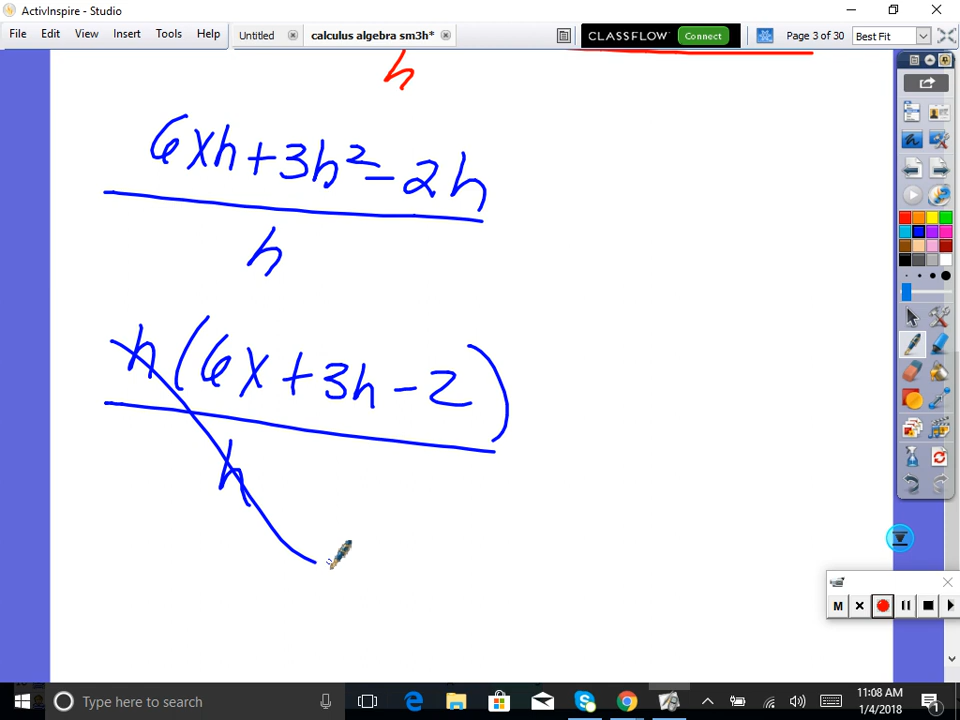 ActivInspire - Studio
File Edit View Insert Tools Help Untitled calculus algebra sm3h* CLASSFLOW Connect Page 3 of 30 Best Fit
h
6xh+3h²-2h
h
h(6x+3h-2)
h
M
Type here to search
11:08 AM
1/4/2018
1